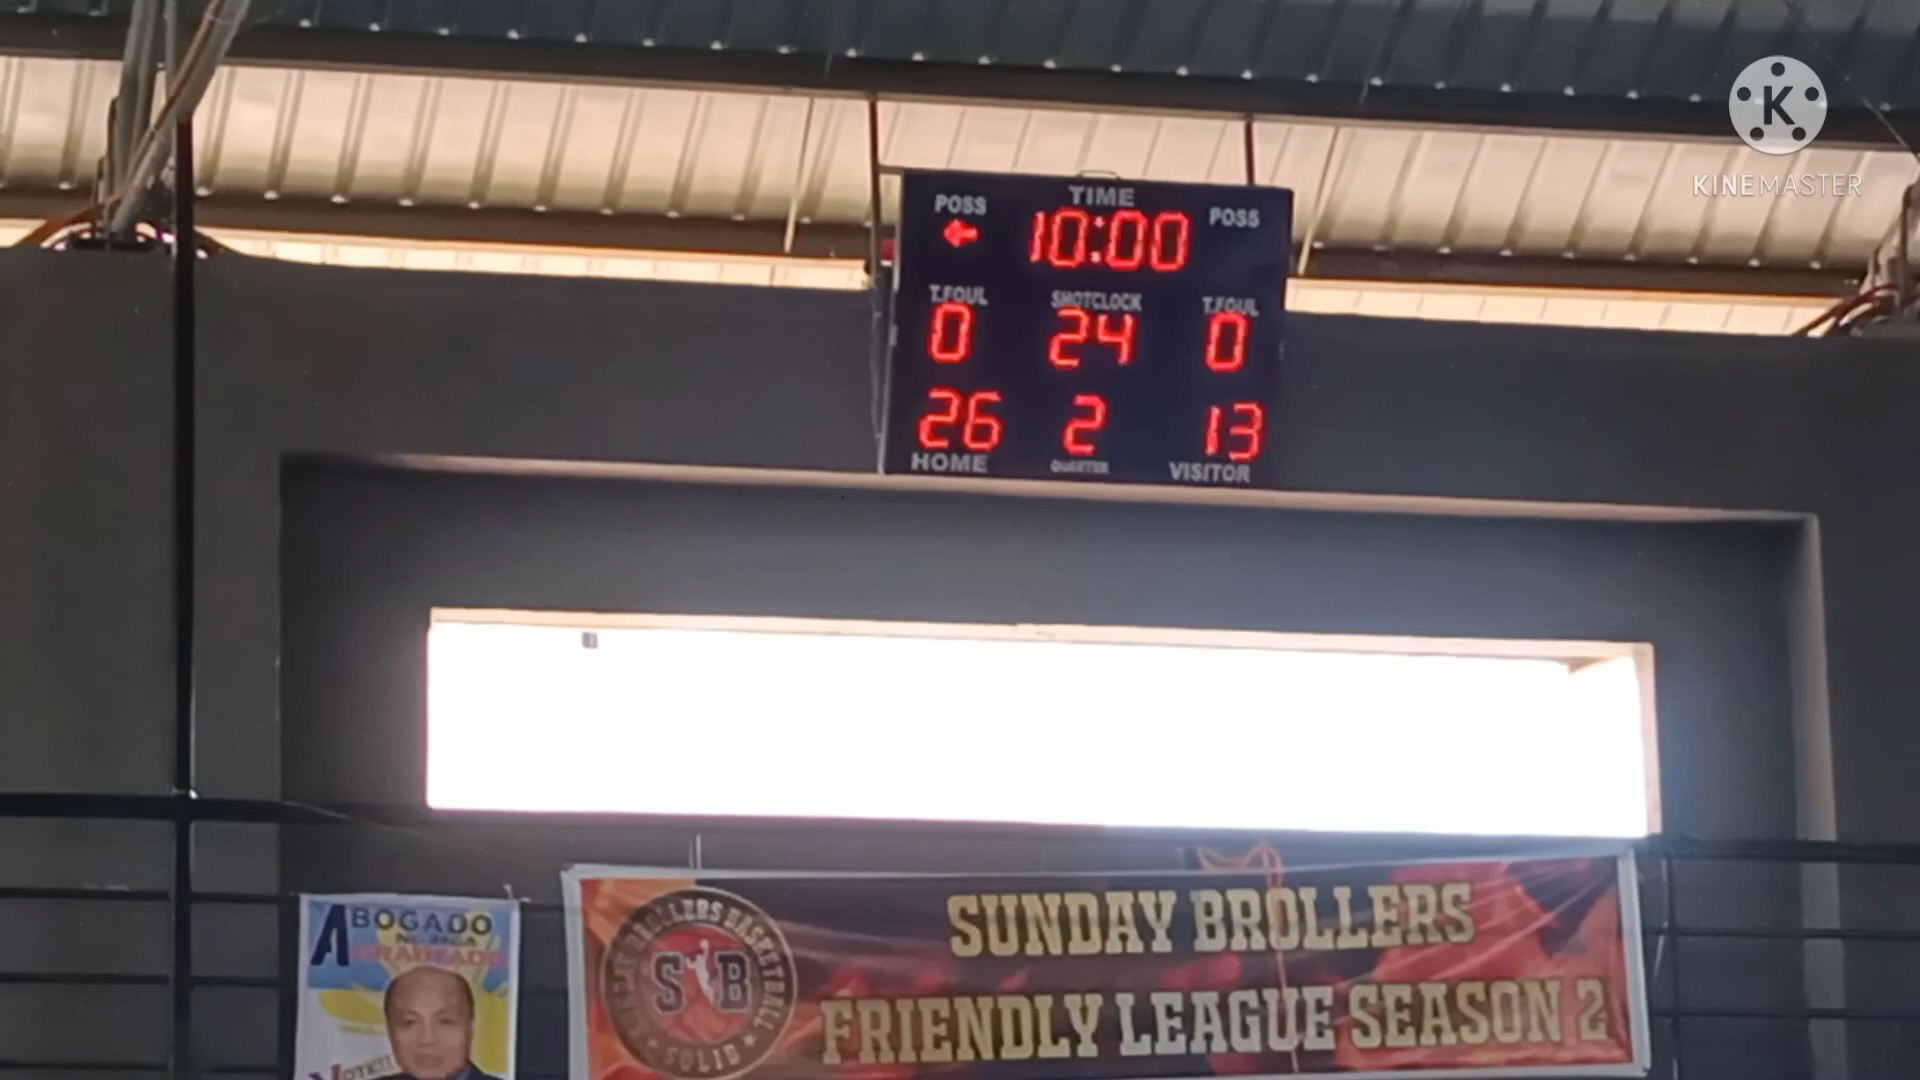 K
KINEMASTER
TIME
POSS
10:00
POSS
T.FOUL
SHOTCLOCK
T.FOUL
0
24
0
26
2
13
HOME
QUARTER
VISITOR
ABOGADO
SUNDAY BROLLERS
FRIENDLY LEAGUE SEASON 2
SB
BROLLERS BASKETBALL
SOLID